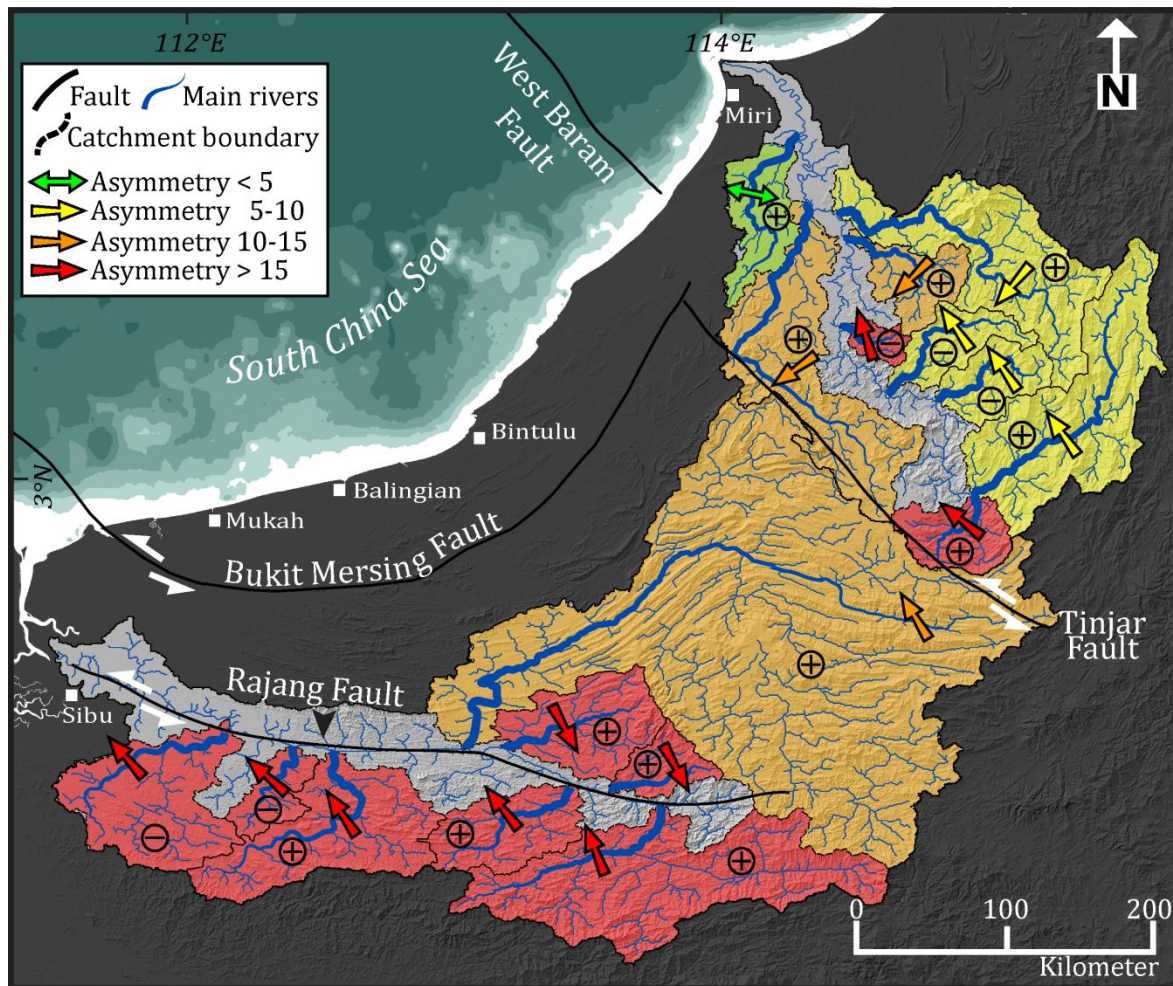 112°E
114°E
N
Fault
Main rivers
Catchment boundary
Asymmetry < 5
Asymmetry 5-10
Asymmetry 10-15
Asymmetry > 15
West Baram
Fault
Miri
South China Sea
Bintulu
Balingian
3°N
Mukah
Bukit Mersing Fault
Tinjar
Fault
Rajang Fault
Sibu
0 100 200
Kilometer